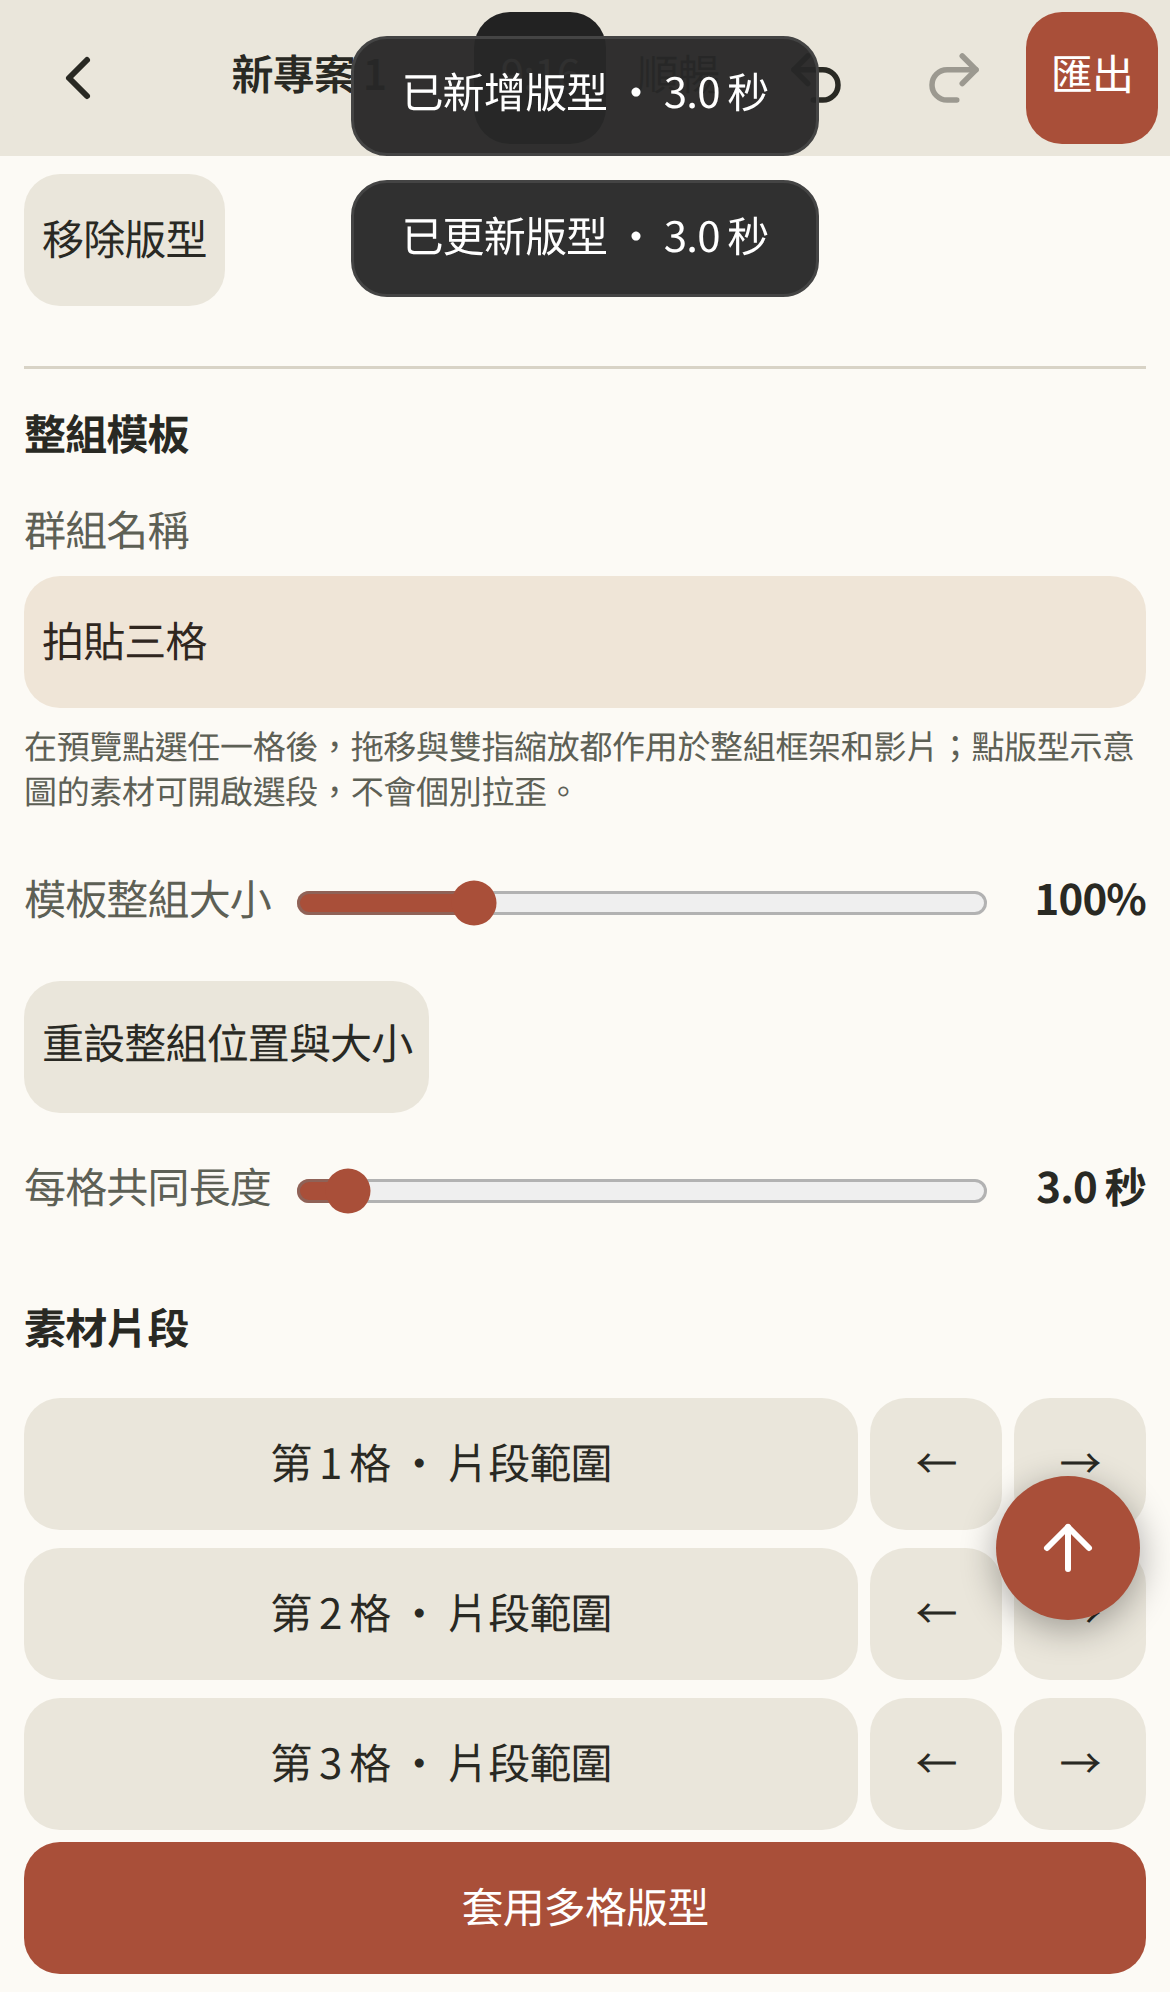 新專案 1
順暢
匯出
已新增版型 · 3.0 秒
移除版型
已更新版型 · 3.0 秒
整組模板
群組名稱
拍貼三格
在預覽點選任一格後，拖移與雙指縮放都作用於整組框架和影片；點版型示意
圖的素材可開啟選段，不會個別拉歪。
模板整組大小
100%
重設整組位置與大小
每格共同長度
3.0 秒
素材片段
第 1 格 · 片段範圍
←
→
第 2 格 · 片段範圍
←
第 3 格 · 片段範圍
←
→
套用多格版型